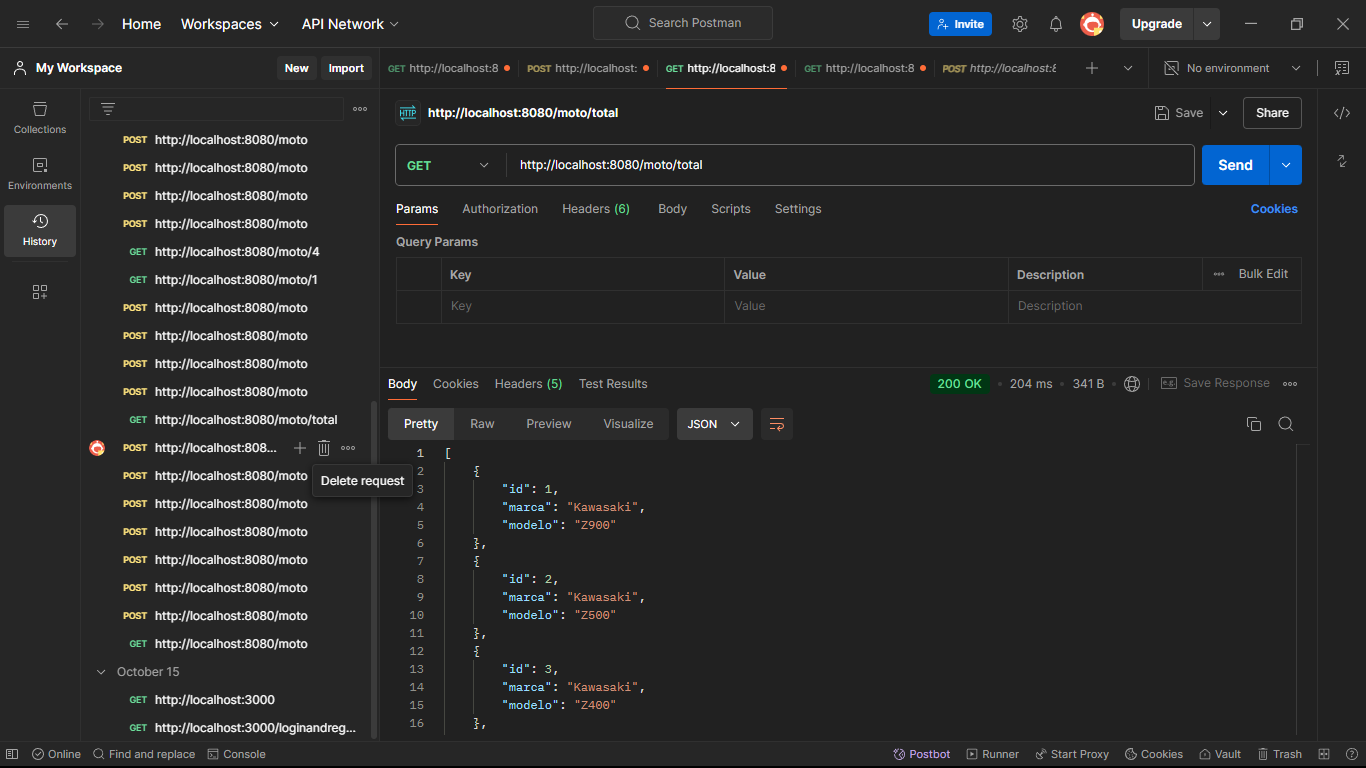 Home Workspaces API Network Search Postman Invite Upgrade
My Workspace New Import GET http://localhost:8 POST http://localhost: GET http://localhost:8 GET http://localhost:8 POST http://localhost:8 No environment
Collections
Environments
History
POST http://localhost:8080/moto
POST http://localhost:8080/moto
POST http://localhost:8080/moto
POST http://localhost:8080/moto
GET http://localhost:8080/moto/4
GET http://localhost:8080/moto/1
POST http://localhost:8080/moto
POST http://localhost:8080/moto
POST http://localhost:8080/moto
POST http://localhost:8080/moto
GET http://localhost:8080/moto/total
POST http://localhost:808...
POST http://localhost:8080/moto
Delete request
POST http://localhost:8080/moto
POST http://localhost:8080/moto
POST http://localhost:8080/moto
POST http://localhost:8080/moto
POST http://localhost:8080/moto
GET http://localhost:8080/moto
October 15
GET http://localhost:3000
GET http://localhost:3000/loginandreg...
HTTP http://localhost:8080/moto/total Save Share
GET http://localhost:8080/moto/total Send
Params Authorization Headers (6) Body Scripts Settings Cookies
Query Params
Key Value Description Bulk Edit
Key Value Description
Body Cookies Headers (5) Test Results 200 OK 204 ms 341 B e.g. Save Response
Pretty Raw Preview Visualize JSON
1 [
2 {
3 "id": 1,
4 "marca": "Kawasaki",
5 "modelo": "Z900"
6 },
7 {
8 "id": 2,
9 "marca": "Kawasaki",
10 "modelo": "Z500"
11 },
12 {
13 "id": 3,
14 "marca": "Kawasaki",
15 "modelo": "Z400"
16 },
Online Find and replace Console Postbot Runner Start Proxy Cookies Vault Trash